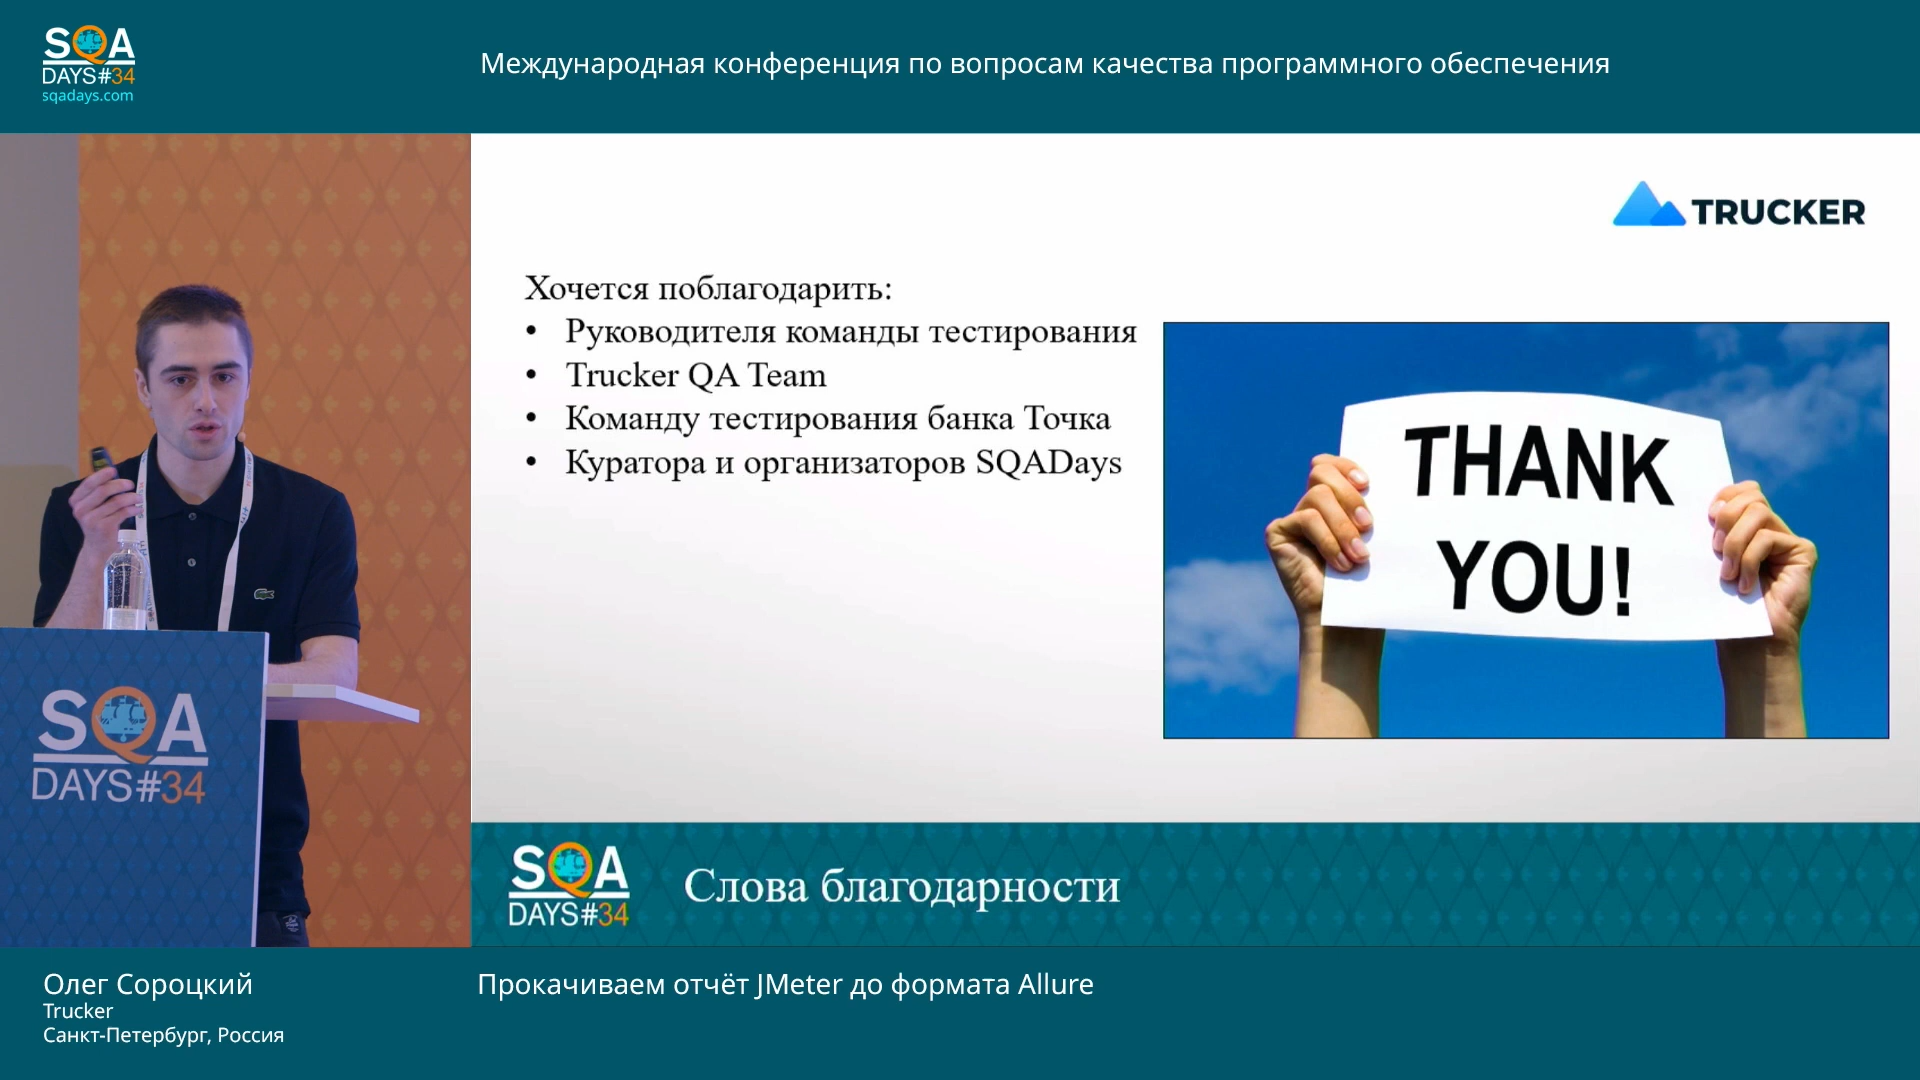 SQA
DAYS#34
sqadays.com
Международная конференция по вопросам качества программного обеспечения
TRUCKER
Хочется поблагодарить:
• Руководителя команды тестирования
• Trucker QA Team
• Команду тестирования банка Точка
• Куратора и организаторов SQADays
THANK
YOU!
SQA
DAYS#34
SQA
DAYS#34
Слова благодарности
Олег Сороцкий
Trucker
Санкт-Петербург, Россия
Прокачиваем отчёт JMeter до формата Allure